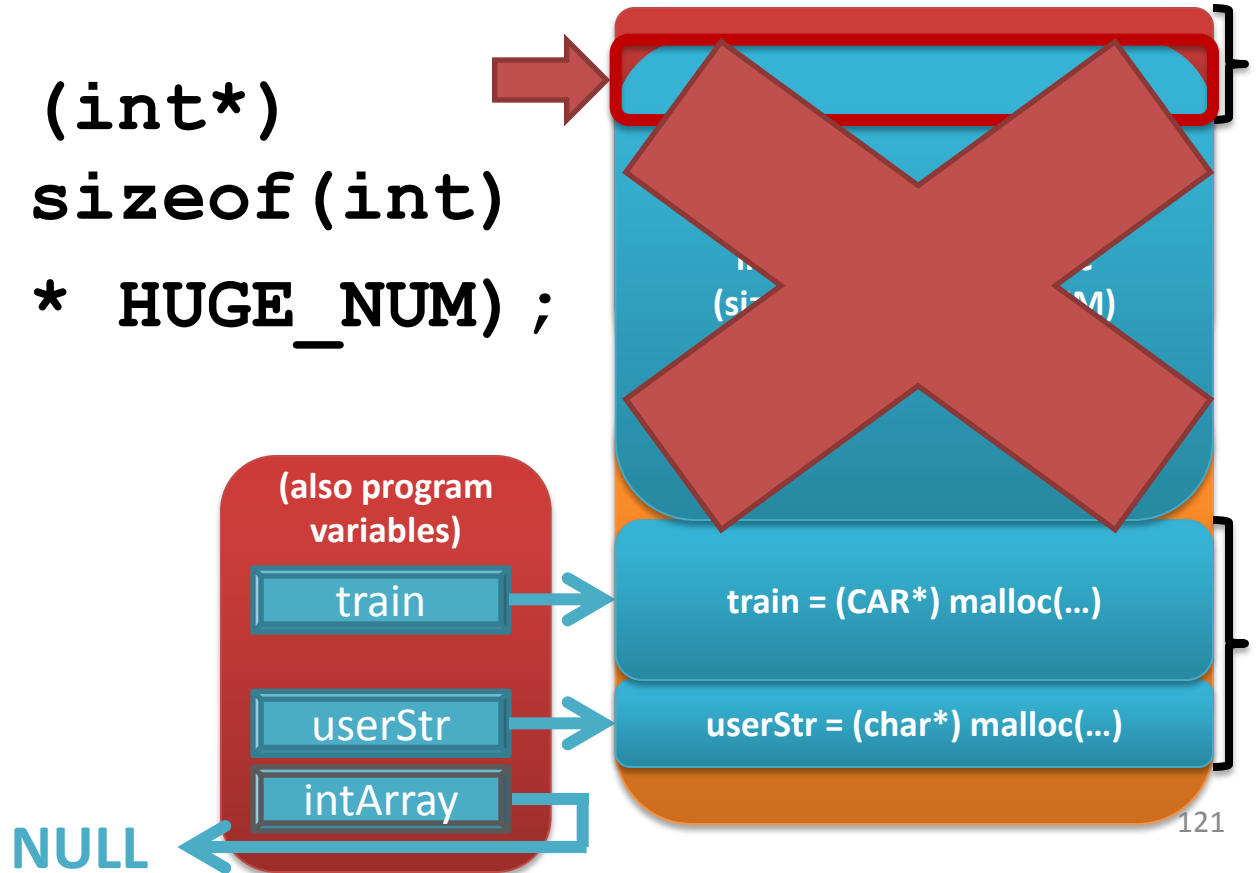 (int*)
sizeof(int)
* HUGE_NUM);
(also program
variables)
train
userStr
intArray
NULL
train = (CAR*) malloc(…)
userStr = (char*) malloc(…)
121